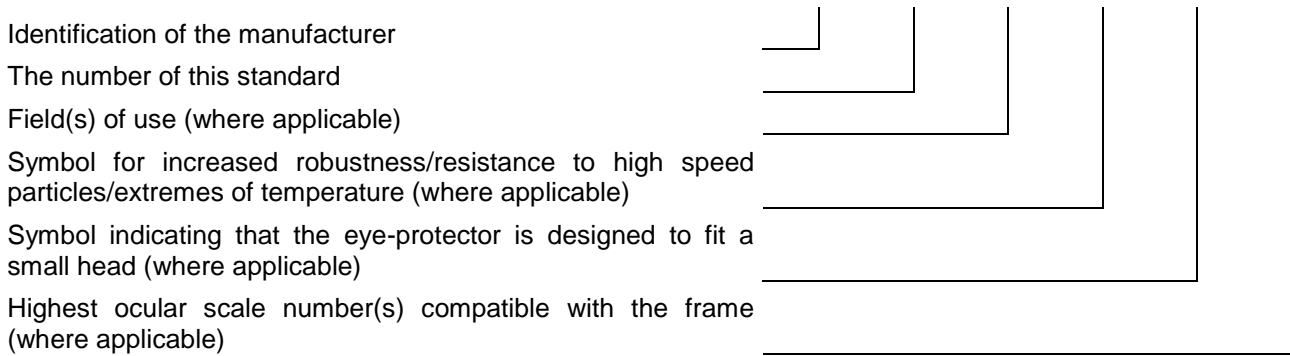 Identification of the manufacturer
The number of this standard
Field(s) of use (where applicable)
Symbol for increased robustness/resistance to high speed
particles/extremes of temperature (where applicable)
Symbol indicating that the eye-protector is designed to fit a
small head (where applicable)
Highest ocular scale number(s) compatible with the frame
(where applicable)